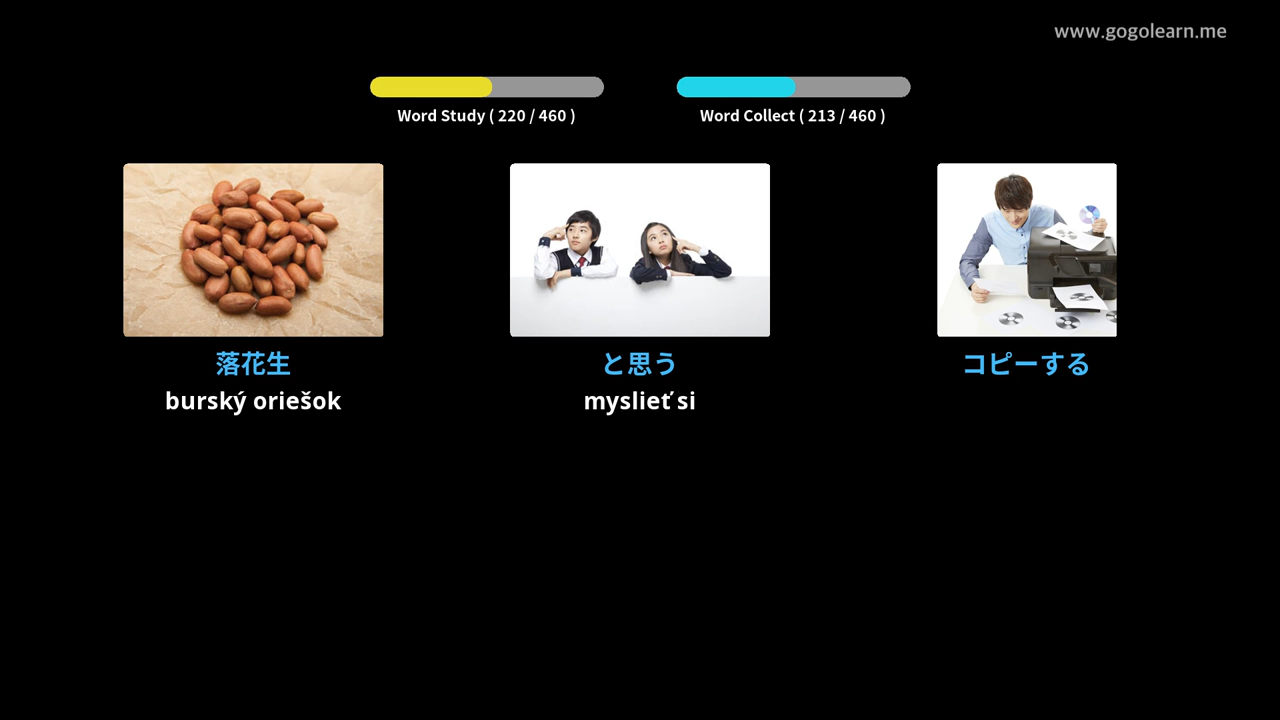 www.gogolearn.me
Word Study ( 220 / 460 )
Word Collect ( 213 / 460 )
落花生
と思う
コピーする
burský oriešok
myslieť si